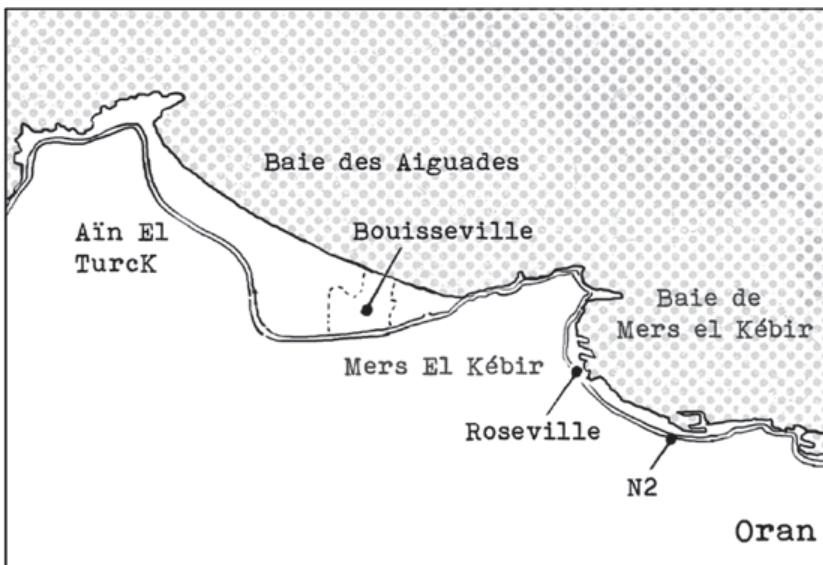 Baie des Aiguades
Bouisseville
Aïn El
TurcK
Baie de
Mers el Kébir
Mers El Kébir
Roseville
N2
Oran